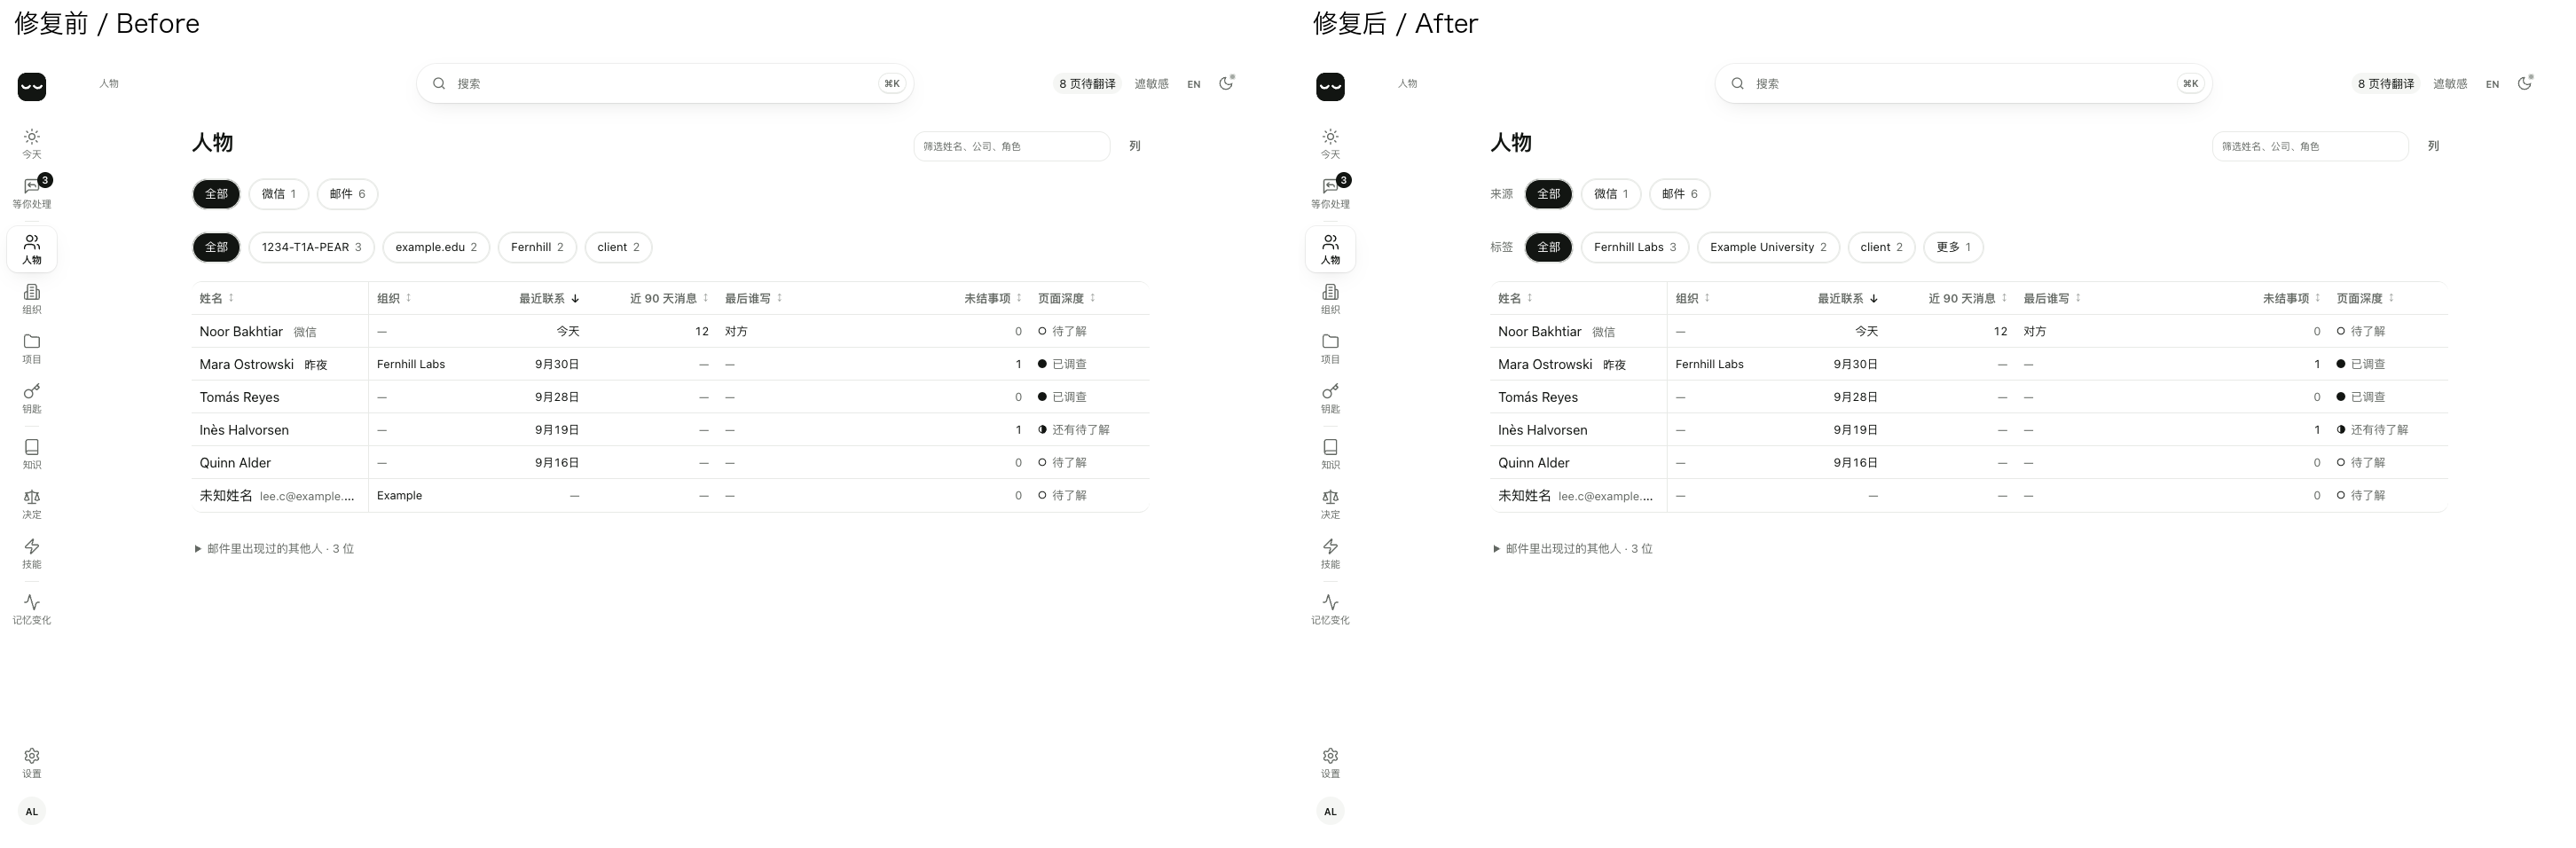 修复前 / Before
人物
搜索
⌘K
8 页待翻译
遮敏感
EN
今天
3
等你处理
人物
组织
项目
钥匙
知识
决定
技能
记忆变化
设置
AL
人物
筛选姓名、公司、角色
列
全部 微信 1 邮件 6
全部 1234-T1A-PEAR 3 example.edu 2 Fernhill 2 client 2
姓名 ↕ 组织 ↕ 最近联系 ↓ 近 90 天消息 ↕ 最后谁写 ↕ 未结事项 ↕ 页面深度 ↕
Noor Bakhtiar 微信 — 今天 12 对方 0 待了解
Mara Ostrowski 昨夜 Fernhill Labs 9月30日 — — 1 已调查
Tomás Reyes — 9月28日 — — 0 已调查
Inès Halvorsen — 9月19日 — — 1 还有待了解
Quinn Alder — 9月16日 — — 0 待了解
未知姓名 lee.c@example.... Example — — — 0 待了解
▶ 邮件里出现过的其他人 · 3 位
修复后 / After
人物
搜索
⌘K
8 页待翻译
遮敏感
EN
今天
3
等你处理
人物
组织
项目
钥匙
知识
决定
技能
记忆变化
设置
AL
人物
筛选姓名、公司、角色
列
来源 全部 微信 1 邮件 6
标签 全部 Fernhill Labs 3 Example University 2 client 2 更多 1
姓名 ↕ 组织 ↕ 最近联系 ↓ 近 90 天消息 ↕ 最后谁写 ↕ 未结事项 ↕ 页面深度 ↕
Noor Bakhtiar 微信 — 今天 12 对方 0 待了解
Mara Ostrowski 昨夜 Fernhill Labs 9月30日 — — 1 已调查
Tomás Reyes — 9月28日 — — 0 已调查
Inès Halvorsen — 9月19日 — — 1 还有待了解
Quinn Alder — 9月16日 — — 0 待了解
未知姓名 lee.c@example.... — — — — 0 待了解
▶ 邮件里出现过的其他人 · 3 位